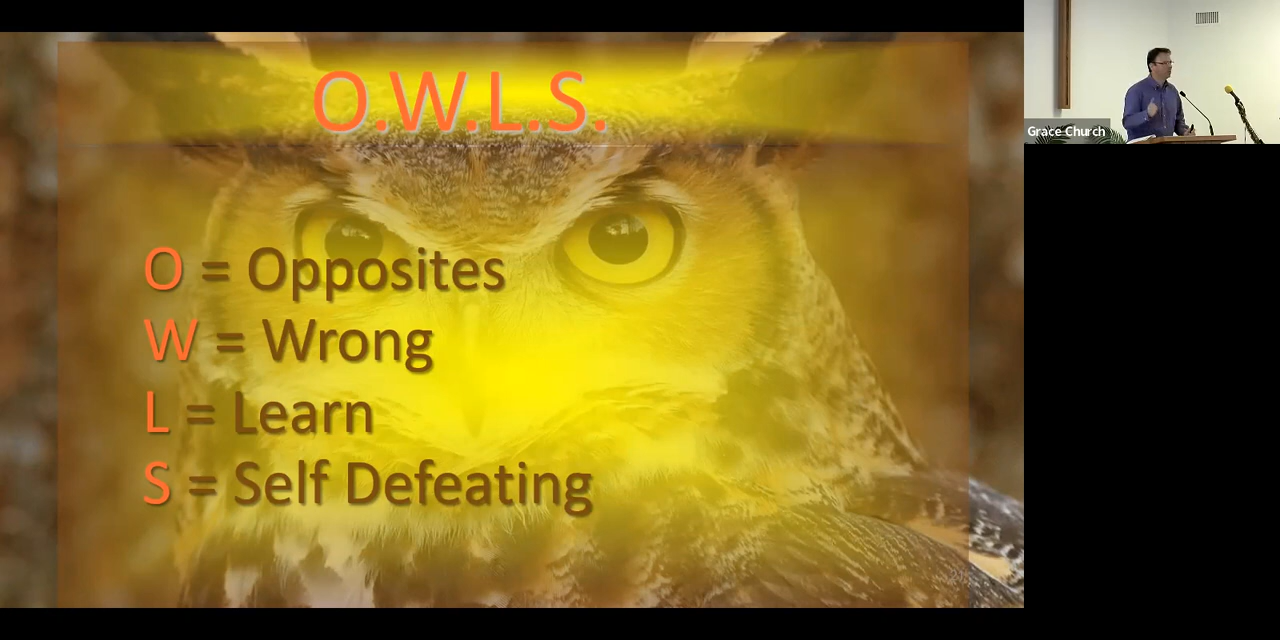 O.W.L.S.
O = Opposites
W = Wrong
L = Learn
S = Self Defeating
Grace Church